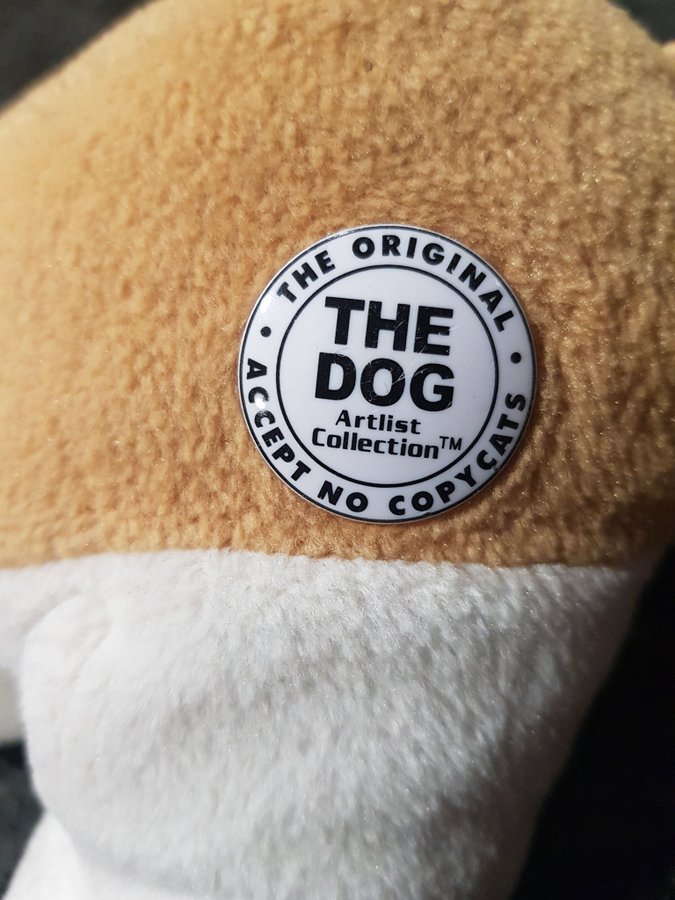 THE ORIGINAL
THE
DOG
Artlist
Collection™
• ACCEPT NO COPYCATS •